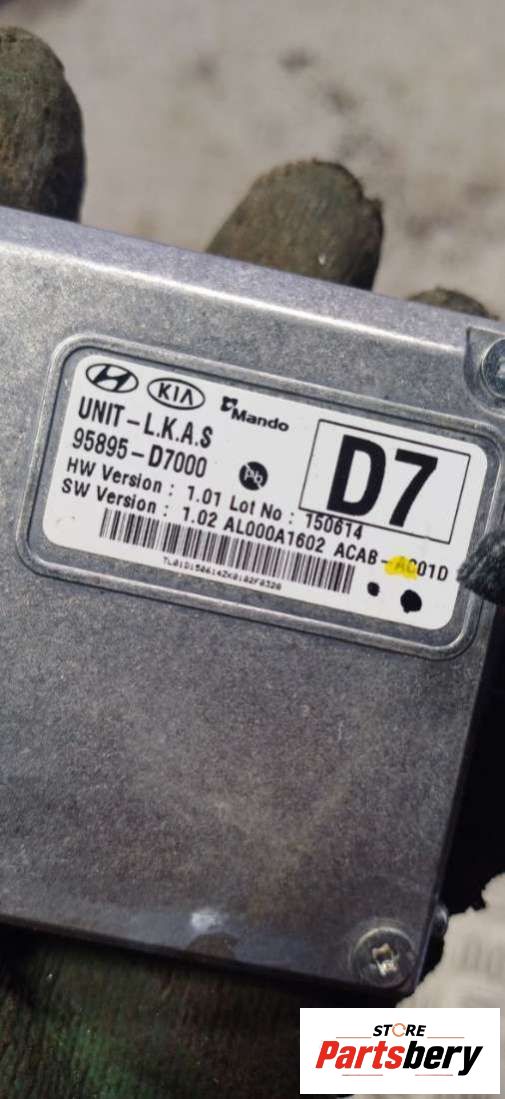 KIA
Mando
UNIT-L.K.A.S
95895-D7000
Pb
D7
HW Version : 1.01 Lot No : 150614
SW Version : 1.02 AL000A1602 ACAB-AC01D
STORE
Partsbery